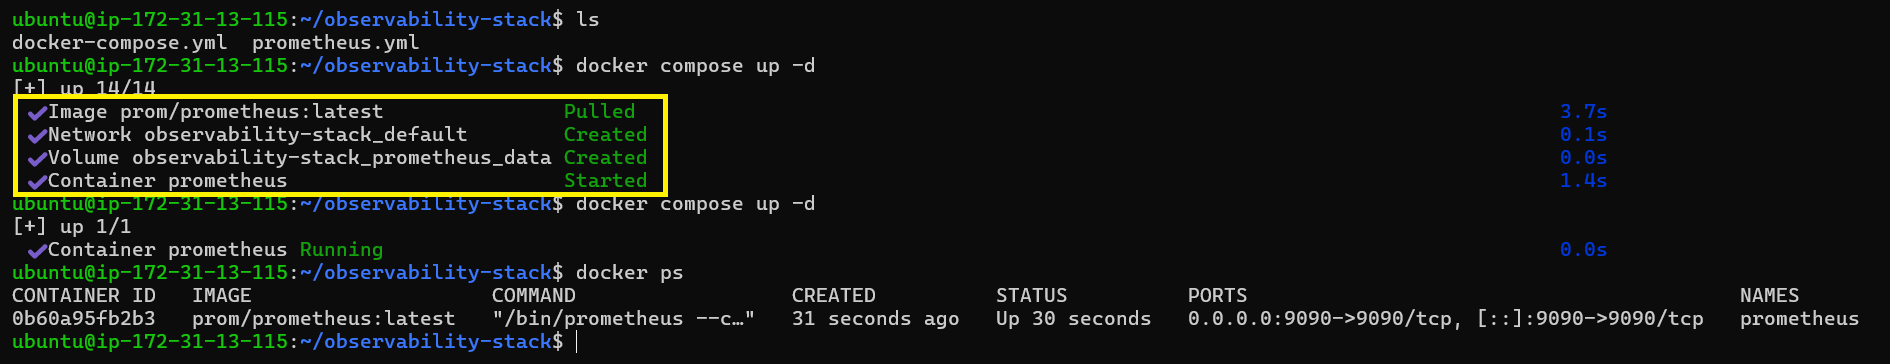 ubuntu@ip-172-31-13-115:~/observability-stack$ ls
docker-compose.yml  prometheus.yml
ubuntu@ip-172-31-13-115:~/observability-stack$ docker compose up -d
[+] up 14/14
✔Image prom/prometheus:latest Pulled 3.7s
✔Network observability-stack_default Created 0.1s
✔Volume observability-stack_prometheus_data Created 0.0s
✔Container prometheus Started 1.4s
ubuntu@ip-172-31-13-115:~/observability-stack$ docker compose up -d
[+] up 1/1
✔Container prometheus Running 0.0s
ubuntu@ip-172-31-13-115:~/observability-stack$ docker ps
CONTAINER ID   IMAGE   COMMAND   CREATED   STATUS   PORTS   NAMES
0b60a95fb2b3   prom/prometheus:latest   "/bin/prometheus --c…"   31 seconds ago   Up 30 seconds   0.0.0.0:9090->9090/tcp, [::]:9090->9090/tcp   prometheus
ubuntu@ip-172-31-13-115:~/observability-stack$